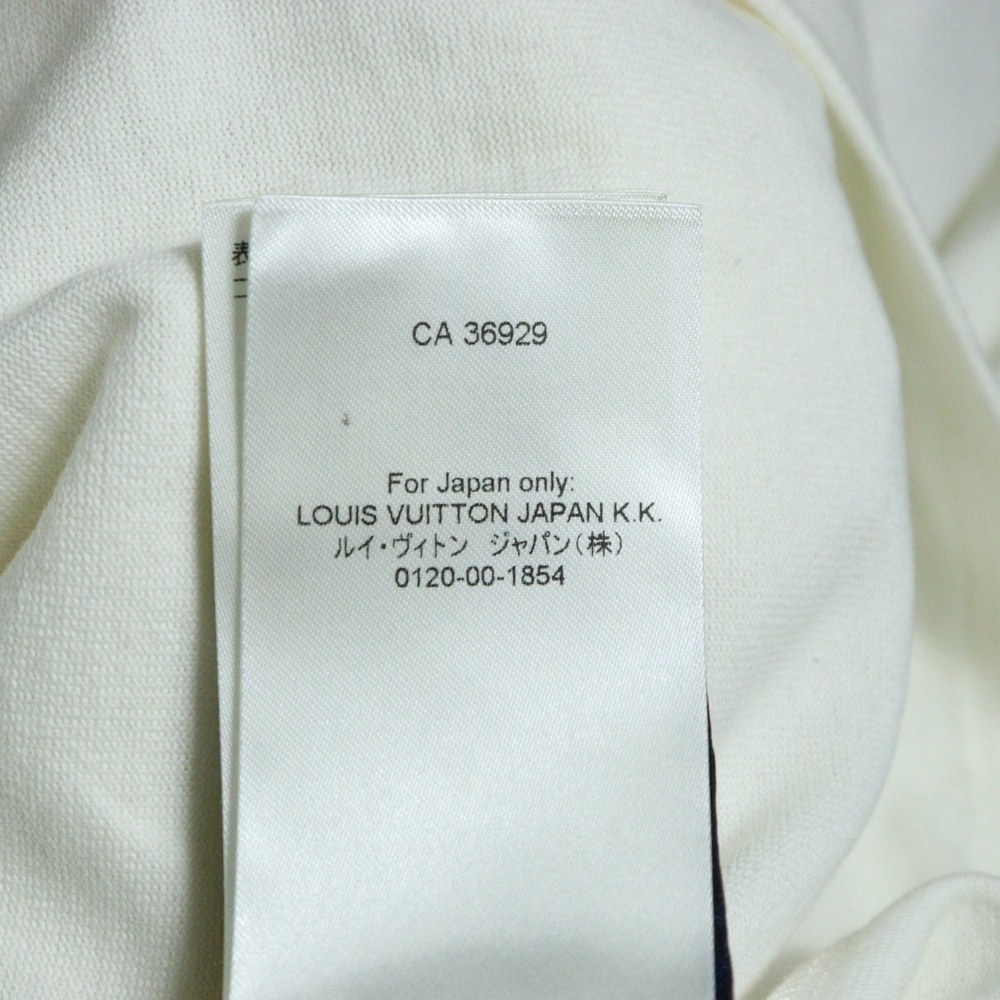 表
CA 36929
For Japan only:
LOUIS VUITTON JAPAN K.K.
ルイ・ヴィトン ジャパン(株)
0120-00-1854